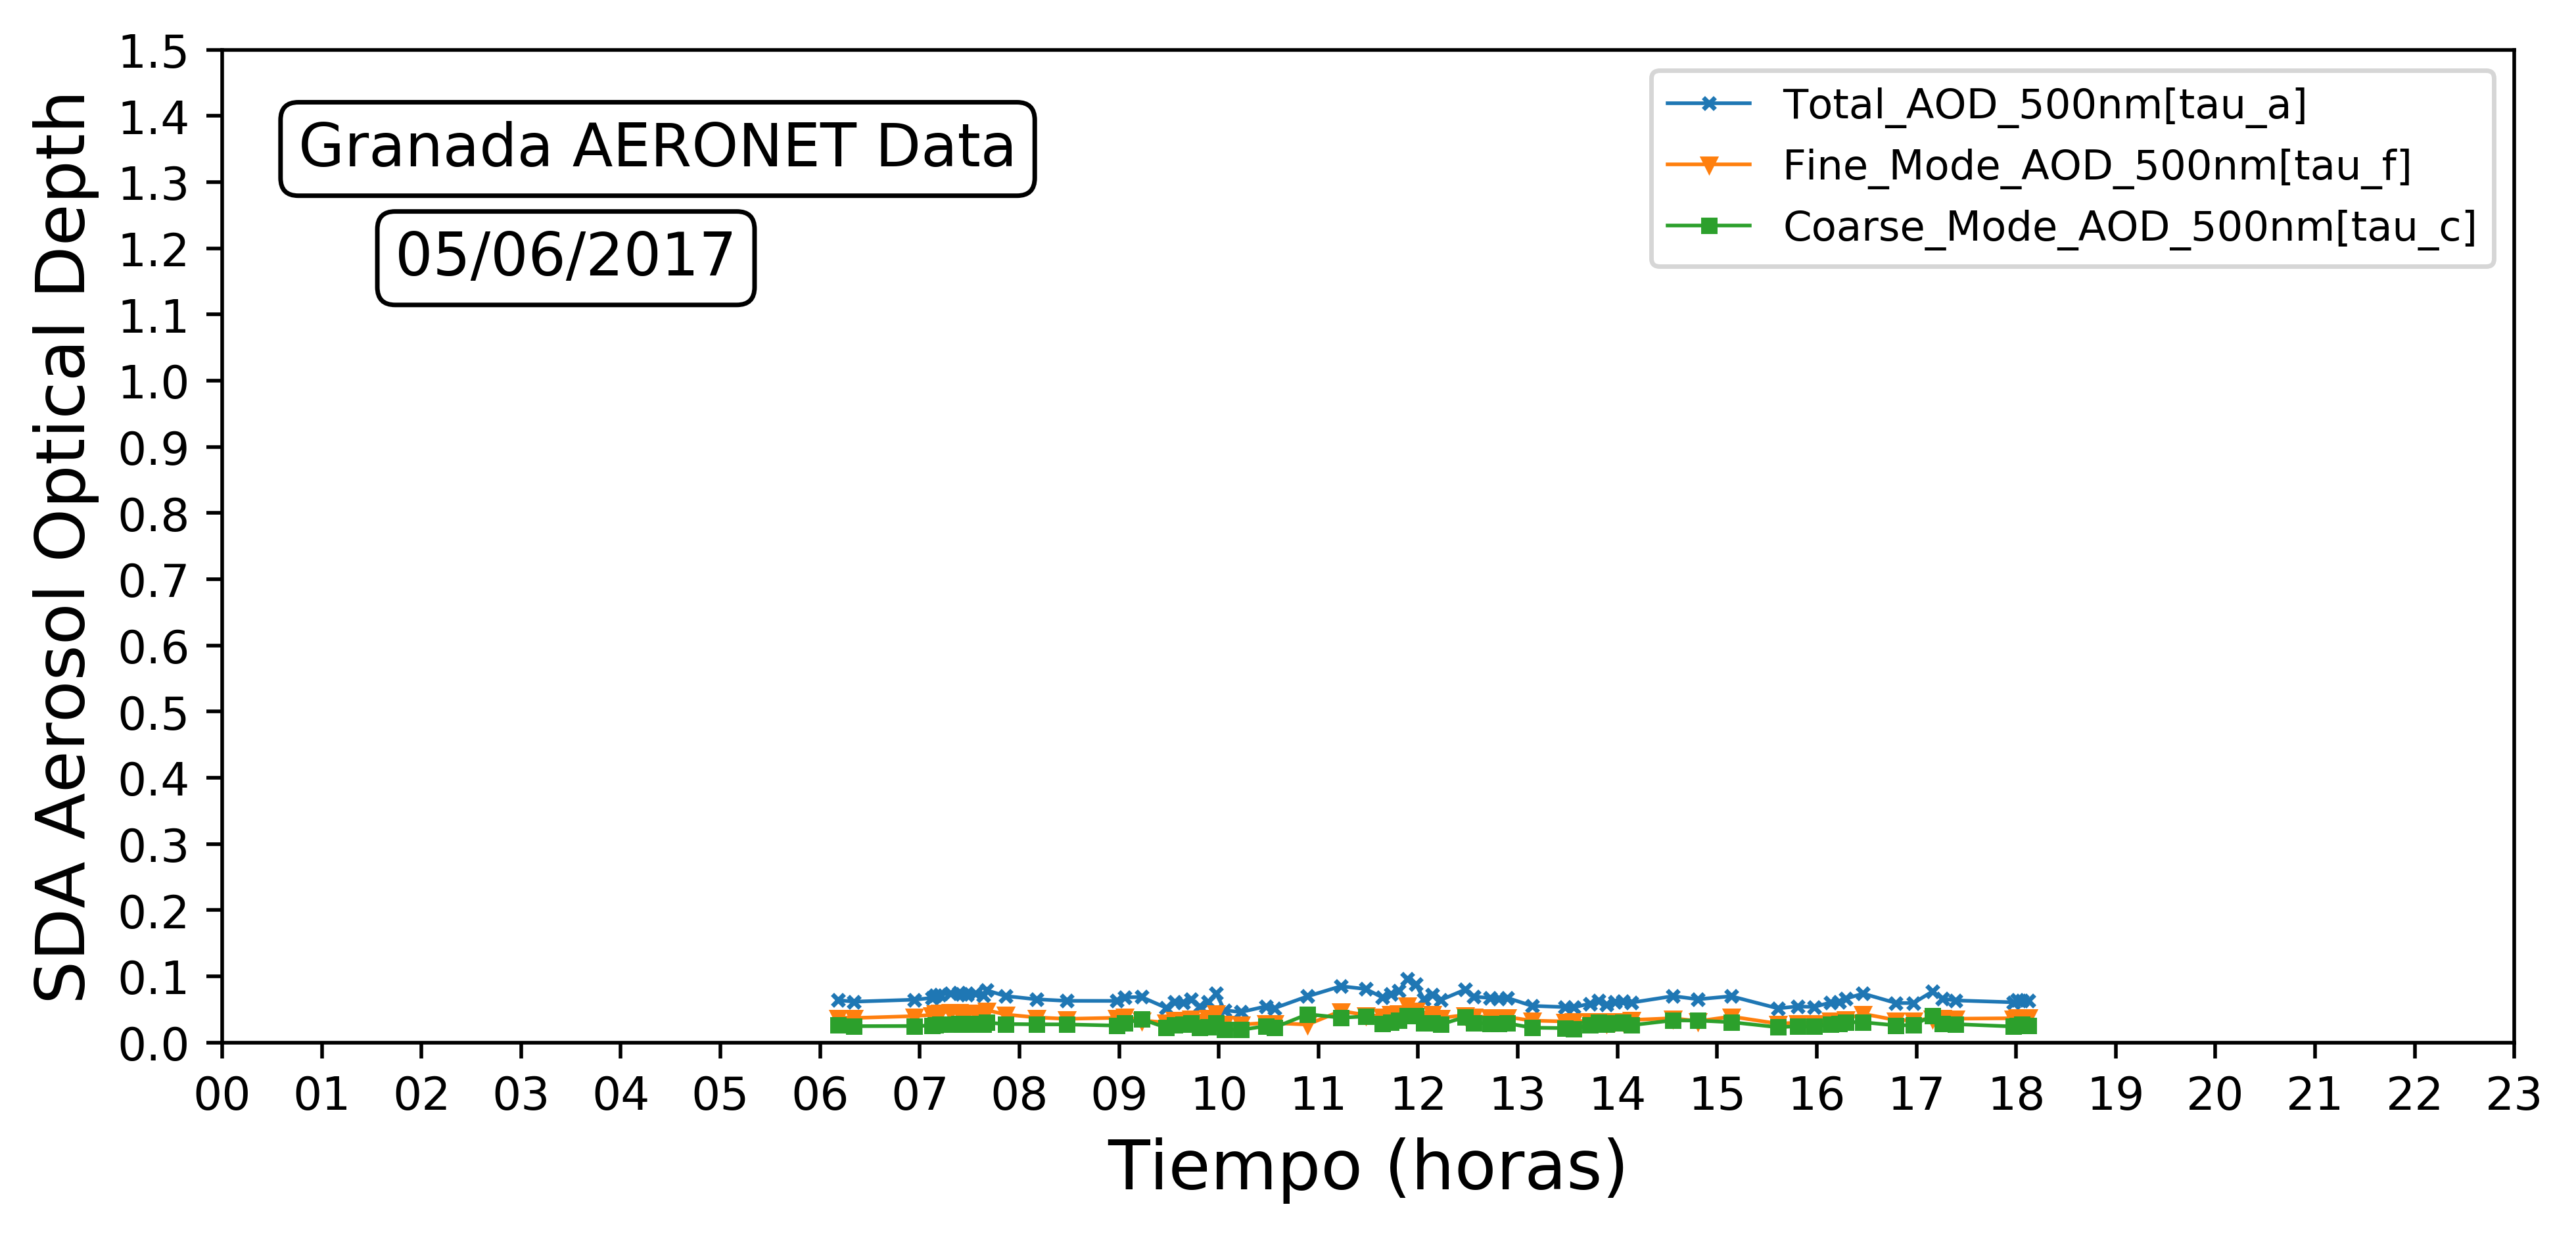 Granada AERONET Data
05/06/2017
Total_AOD_500nm[tau_a]
Fine_Mode_AOD_500nm[tau_f]
Coarse_Mode_AOD_500nm[tau_c]
SDA Aerosol Optical Depth
1.5
1.4
1.3
1.2
1.1
1.0
0.9
0.8
0.7
0.6
0.5
0.4
0.3
0.2
0.1
0.0
00 01 02 03 04 05 06 07 08 09 10 11 12 13 14 15 16 17 18 19 20 21 22 23
Tiempo (horas)